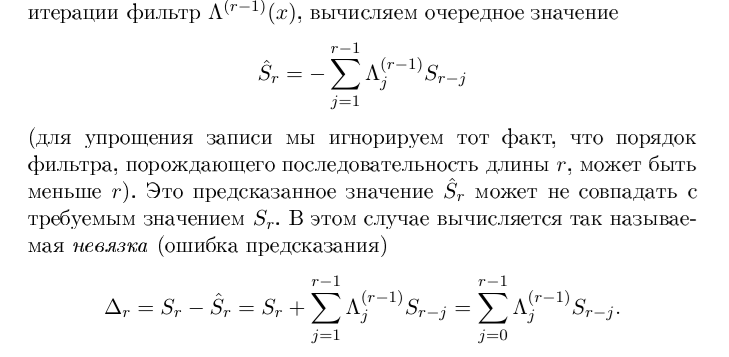 итерации фильтр Λ^{(r−1)}(x), вычисляем очередное значение
Ŝ_r = − ∑_{j=1}^{r−1} Λ_j^{(r−1)} S_{r−j}
(для упрощения записи мы игнорируем тот факт, что порядок
фильтра, порождающего последовательность длины r, может быть
меньше r). Это предсказанное значение Ŝ_r может не совпадать с
требуемым значением S_r. В этом случае вычисляется так называе-
мая невязка (ошибка предсказания)
Δ_r = S_r − Ŝ_r = S_r + ∑_{j=1}^{r−1} Λ_j^{(r−1)} S_{r−j} = ∑_{j=0}^{r−1} Λ_j^{(r−1)} S_{r−j}.